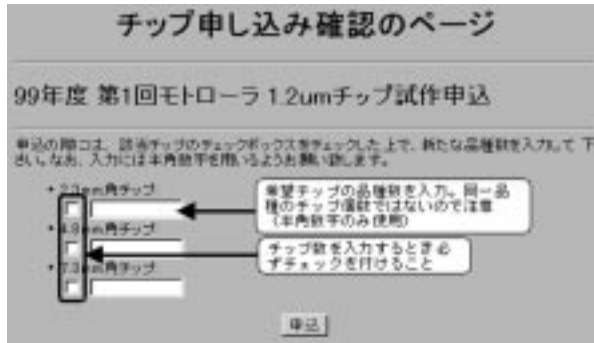 チップ申し込み確認のページ
99年度 第1回モトローラ 1.2umチップ試作申込
申込の際には、該当チップのチェックボックスをチェックした上で、新たな品種数を入力して 下
さい。なお、入力には半角数字を用いるようお願い致します。
• 2.3mm角チップ
希望チップの品種数を入力。同一品
種のチップ個数ではないので注意
(半角数字のみ使用)
• 4.8mm角チップ
チップ数を入力するとき必
ずチェックを付けること
• 7.3mm角チップ
申込